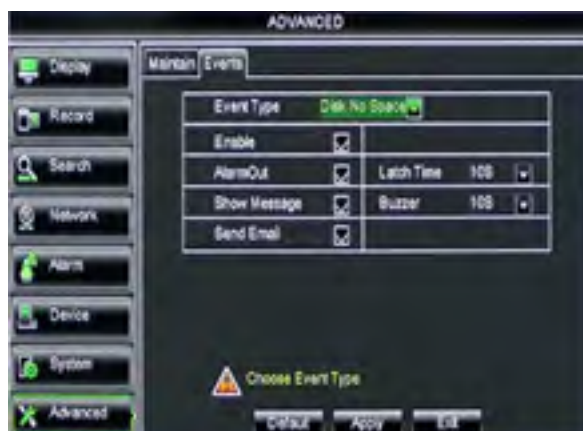 ADVANCED
Display
Record
Search
Network
Alarm
Device
System
Advanced
Maintain Events
Event Type Disk No Space
Enable
AlarmOut Latch Time 10S
Show Message Buzzer 10S
Send Email
Choose Event Type
Default Apply Exit